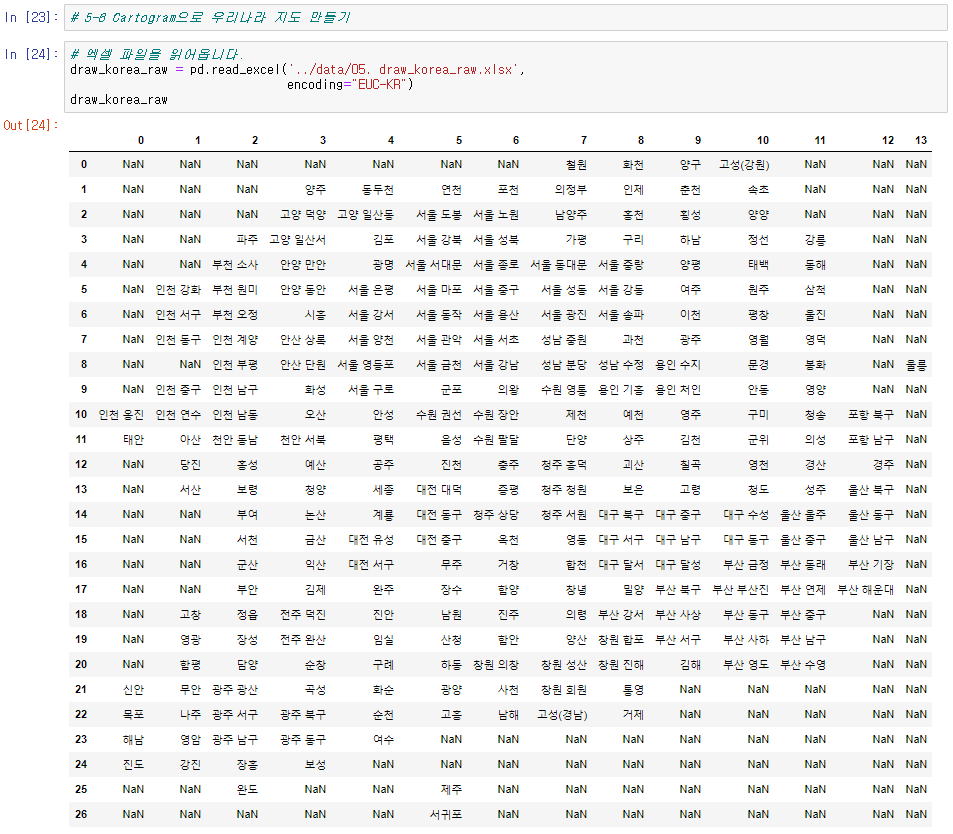 In [23]: # 5-6 Cartogram으로 우리나라 지도 만들기
In [24]: # 엑셀 파일을 읽어옵니다.
draw_korea_raw = pd.read_excel('../data/05. draw_korea_raw.xlsx',
encoding="EUC-KR")
draw_korea_raw
Out[24]:
0 1 2 3 4 5 6 7 8 9 10 11 12 13
0 NaN NaN NaN NaN NaN NaN NaN 철원 화천 양구 고성(강원) NaN NaN NaN
1 NaN NaN NaN 양주 동두천 연천 포천 의정부 인제 춘천 속초 NaN NaN NaN
2 NaN NaN NaN 고양 덕양 고양 일산동 서울 도봉 서울 노원 남양주 홍천 횡성 양양 NaN NaN NaN
3 NaN NaN 파주 고양 일산서 김포 서울 강북 서울 성북 가평 구리 하남 정선 강릉 NaN NaN
4 NaN NaN 부천 소사 안양 만안 광명 서울 서대문 서울 종로 서울 동대문 서울 중랑 양평 태백 동해 NaN NaN
5 NaN 인천 강화 부천 원미 안양 동안 서울 은평 서울 마포 서울 중구 서울 성동 서울 강동 여주 원주 삼척 NaN NaN
6 NaN 인천 서구 부천 오정 시흥 서울 강서 서울 동작 서울 용산 서울 광진 서울 송파 이천 평창 울진 NaN NaN
7 NaN 인천 동구 인천 계양 안산 상록 서울 양천 서울 관악 서울 서초 성남 중원 과천 광주 영월 영덕 NaN NaN
8 NaN NaN 인천 부평 안산 단원 서울 영등포 서울 금천 서울 강남 성남 분당 성남 수정 용인 수지 문경 봉화 NaN 울릉
9 NaN 인천 중구 인천 남구 화성 서울 구로 군포 의왕 수원 영통 용인 기흥 용인 처인 안동 영양 NaN NaN
10 인천 옹진 인천 연수 인천 남동 오산 안성 수원 권선 수원 장안 제천 예천 영주 구미 청송 포항 북구 NaN
11 태안 아산 천안 동남 천안 서북 평택 음성 수원 팔달 단양 상주 김천 군위 의성 포항 남구 NaN
12 NaN 당진 홍성 예산 공주 진천 충주 청주 흥덕 괴산 칠곡 영천 경산 경주 NaN
13 NaN 서산 보령 청양 세종 대전 대덕 증평 청주 청원 보은 고령 청도 성주 울산 북구 NaN
14 NaN NaN 부여 논산 계룡 대전 동구 청주 상당 청주 서원 대구 북구 대구 중구 대구 수성 울산 울주 울산 동구 NaN
15 NaN NaN 서천 금산 대전 유성 대전 중구 옥천 영동 대구 서구 대구 남구 대구 동구 울산 중구 울산 남구 NaN
16 NaN NaN 군산 익산 대전 서구 무주 거창 합천 대구 달서 대구 달성 부산 금정 부산 동래 부산 기장 NaN
17 NaN NaN 부안 김제 완주 장수 함양 창녕 밀양 부산 북구 부산 부산진 부산 연제 부산 해운대 NaN
18 NaN 고창 정읍 전주 덕진 진안 남원 진주 의령 부산 강서 부산 사상 부산 동구 부산 중구 NaN NaN
19 NaN 영광 장성 전주 완산 임실 산청 함안 양산 창원 합포 부산 서구 부산 사하 부산 남구 NaN NaN
20 NaN 함평 담양 순창 구례 하동 창원 의창 창원 성산 창원 진해 김해 부산 영도 부산 수영 NaN NaN
21 신안 무안 광주 광산 곡성 화순 광양 사천 창원 회원 통영 NaN NaN NaN NaN NaN
22 목포 나주 광주 서구 광주 북구 순천 고흥 남해 고성(경남) 거제 NaN NaN NaN NaN NaN
23 해남 영암 광주 남구 광주 동구 여수 NaN NaN NaN NaN NaN NaN NaN NaN NaN
24 진도 강진 장흥 보성 NaN NaN NaN NaN NaN NaN NaN NaN NaN NaN
25 NaN NaN 완도 NaN NaN 제주 NaN NaN NaN NaN NaN NaN NaN NaN
26 NaN NaN NaN NaN NaN 서귀포 NaN NaN NaN NaN NaN NaN NaN NaN